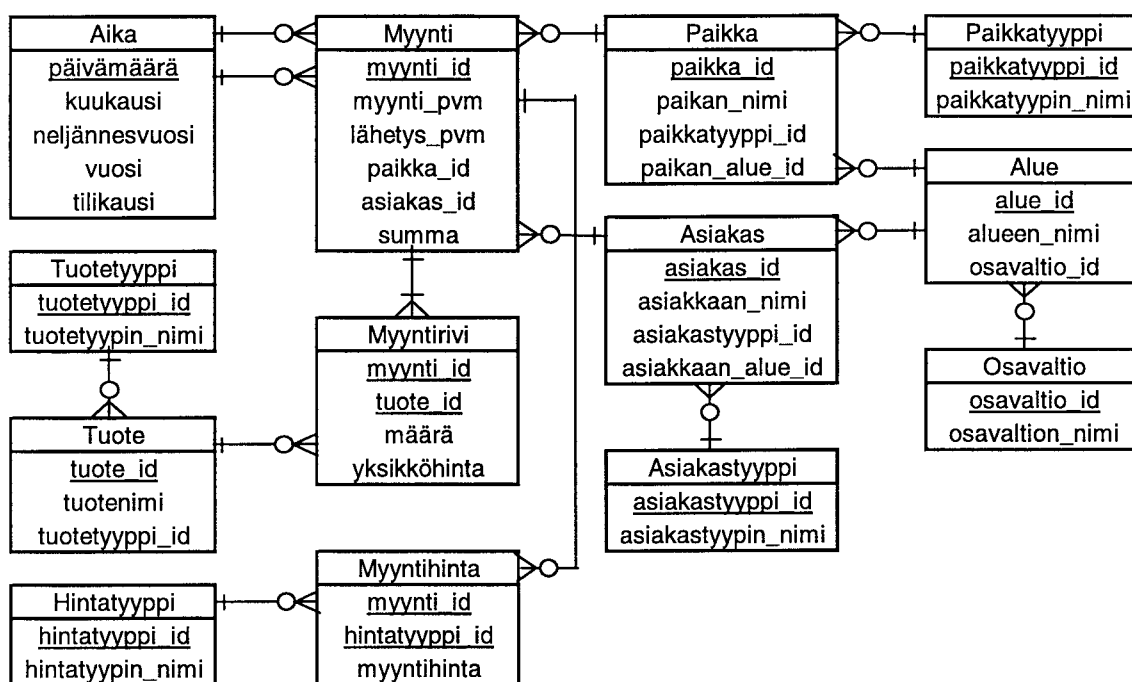 Aika
päivämäärä
kuukausi
neljännesvuosi
vuosi
tilikausi
Myynti
myynti_id
myynti_pvm
lähetys_pvm
paikka_id
asiakas_id
summa
Paikka
paikka_id
paikan_nimi
paikkatyyppi_id
paikan_alue_id
Paikkatyyppi
paikkatyyppi_id
paikkatyypin_nimi
Alue
alue_id
alueen_nimi
osavaltio_id
Asiakas
asiakas_id
asiakkaan_nimi
asiakastyyppi_id
asiakkaan_alue_id
Tuotetyyppi
tuotetyyppi_id
tuotetyypin_nimi
Myyntirivi
myynti_id
tuote_id
määrä
yksikköhinta
Osavaltio
osavaltio_id
osavaltion_nimi
Tuote
tuote_id
tuotenimi
tuotetyyppi_id
Asiakastyyppi
asiakastyyppi_id
asiakastyypin_nimi
Myyntihinta
myynti_id
hintatyyppi_id
myyntihinta
Hintatyyppi
hintatyyppi_id
hintatyypin_nimi